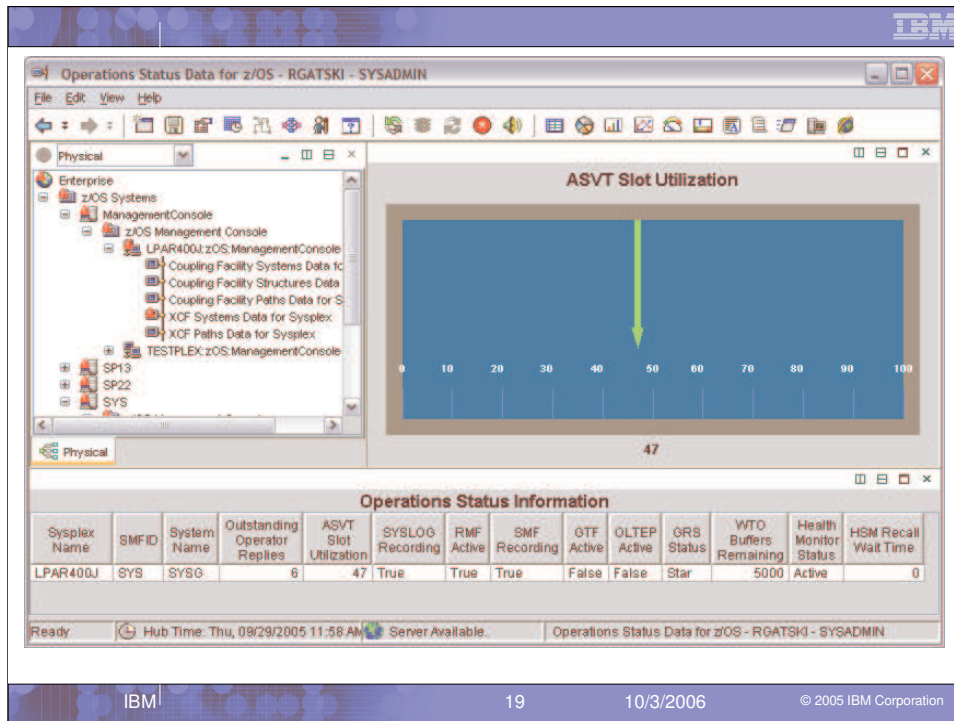 IBM
Operations Status Data for z/OS - RGATSKI - SYSADMIN
File Edit View Help
Physical
Enterprise
z/OS Systems
ManagementConsole
z/OS Management Console
LPAR400J:zOS:ManagementConsole
Coupling Facility Systems Data fc
Coupling Facility Structures Data
Coupling Facility Paths Data for S
XCF Systems Data for Sysplex
XCF Paths Data for Sysplex
TESTPLEX:zOS:ManagementConsole
SP13
SP22
SYS
Physical
ASVT Slot Utilization
0 10 20 30 40 50 60 70 80 90 100
47
Operations Status Information
Sysplex Name SMFID System Name Outstanding Operator Replies ASVT Slot Utilization SYSLOG Recording RMF Active SMF Recording GTF Active OLTEP Active GRS Status WTO Buffers Remaining Health Monitor Status HSM Recall Wait Time
LPAR400J SYS SYSG 6 47 True True True False False Star 5000 Active 0
Ready Hub Time: Thu, 09/29/2005 11:58 AM Server Available. Operations Status Data for z/OS - RGATSKI - SYSADMIN
IBM 19 10/3/2006 © 2005 IBM Corporation